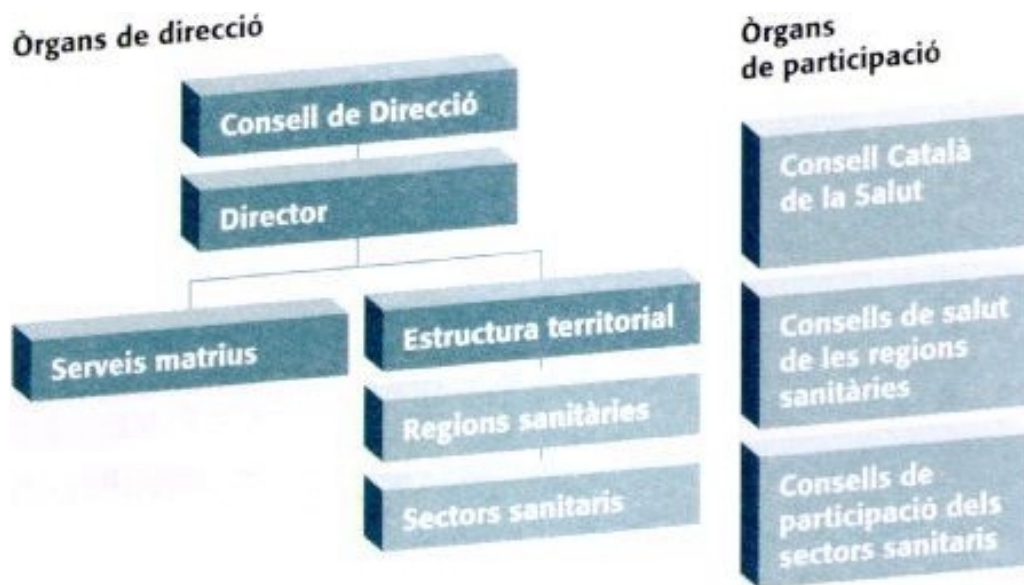 Òrgans de direcció
Consell de Direcció
Director
Serveis matrius
Estructura territorial
Regions sanitàries
Sectors sanitaris
Òrgans
de participació
Consell Català
de la Salut
Consells de salut
de les regions
sanitàries
Consells de
participació dels
sectors sanitaris